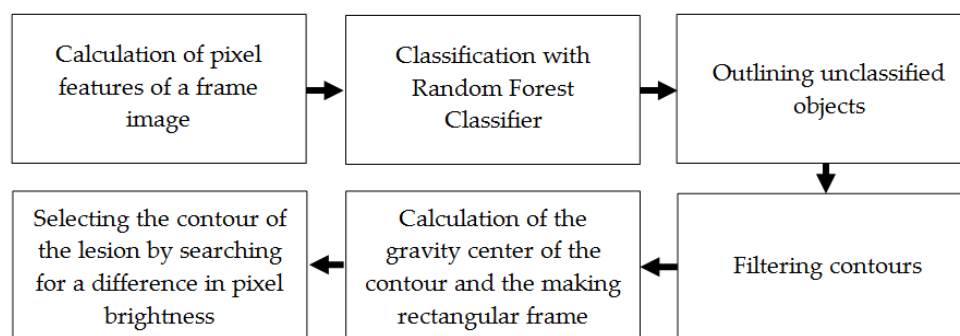 Calculation of pixel
features of a frame
image
Classification with
Random Forest
Classifier
Outlining unclassified
objects
Filtering contours
Calculation of the
gravity center of the
contour and the making
rectangular frame
Selecting the contour of
the lesion by searching
for a difference in pixel
brightness